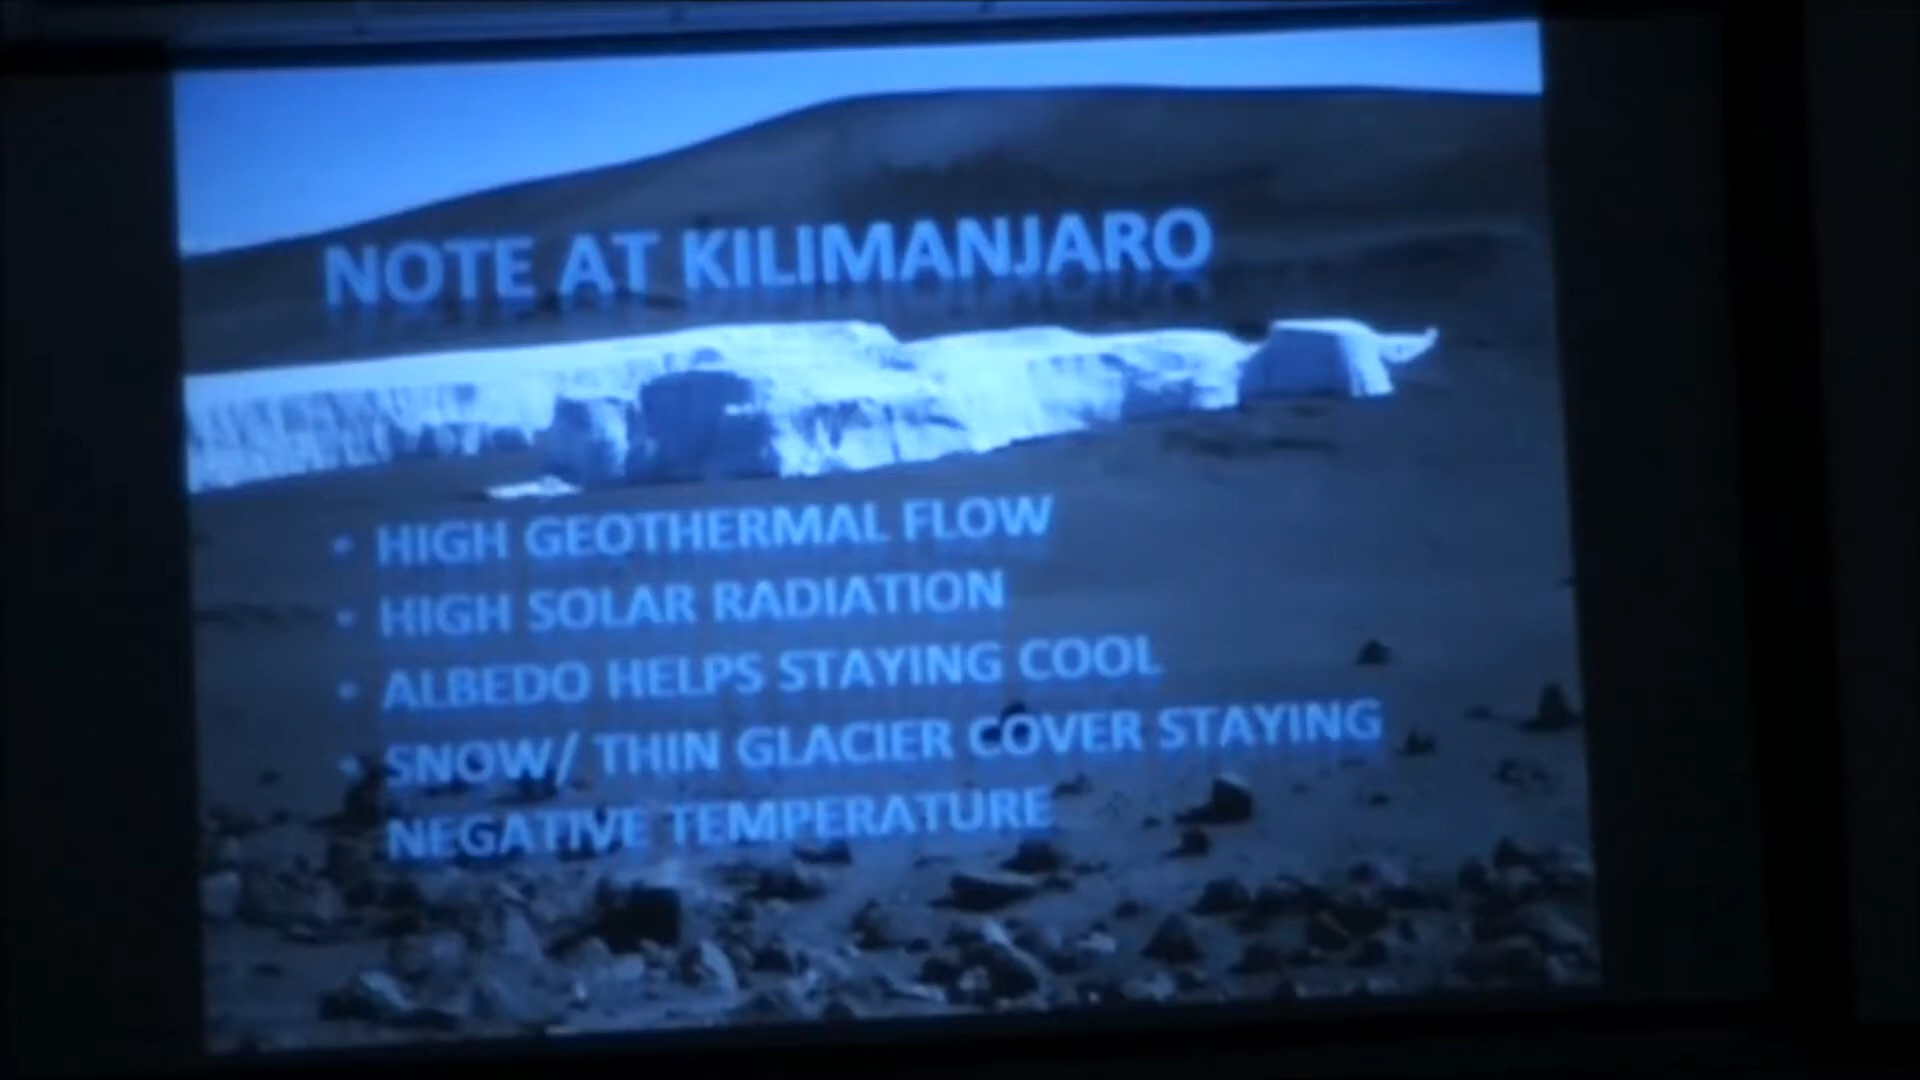 NOTE AT KILIMANJARO
• HIGH GEOTHERMAL FLOW
• HIGH SOLAR RADIATION
• ALBEDO HELPS STAYING COOL
• SNOW/ THIN GLACIER COVER STAYING
NEGATIVE TEMPERATURE